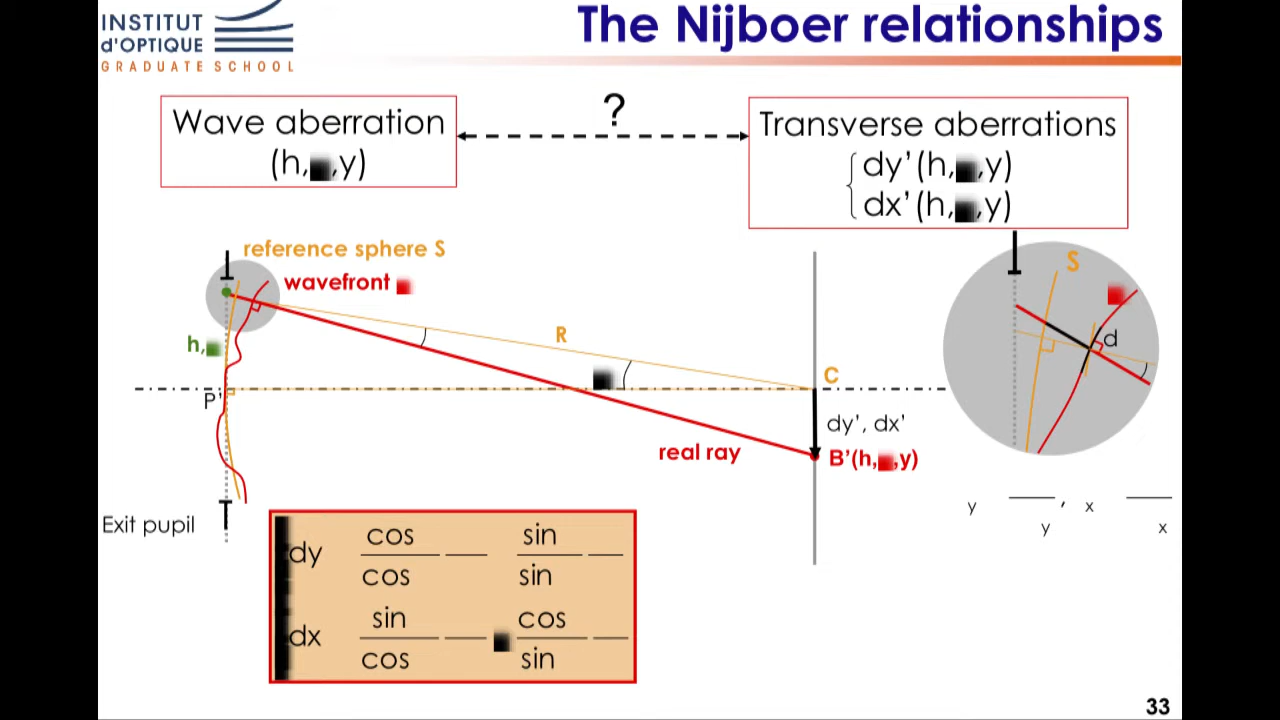 INSTITUT
d'OPTIQUE
GRADUATE SCHOOL
The Nijboer relationships
Wave aberration
(h, ,y)
?
Transverse aberrations
dy'(h, ,y)
dx'(h, ,y)
reference sphere S
wavefront
h,
P'
R
C
dy', dx'
real ray
B'(h, ,y)
S
d
Exit pupil
y , x
y x
dy cos sin
cos sin
dx sin cos
cos sin
33